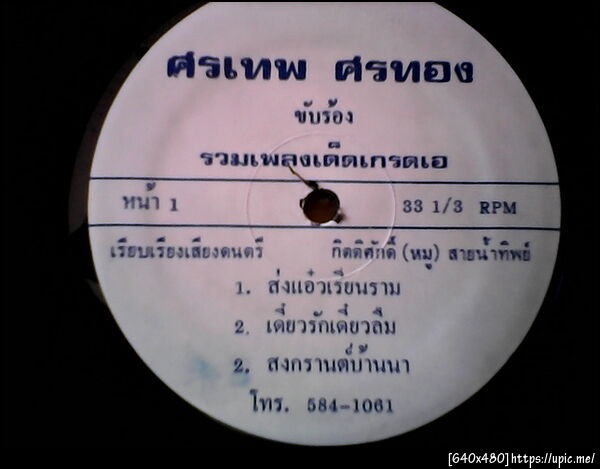 ศรเทพ ศรทอง
ขับร้อง
รวมเพลงเด็ดเกรดเอ
หน้า 1 33 1/3 RPM
เรียบเรียงเสียงดนตรี กิตติศักดิ์ (หมู) สายน้ำทิพย์
1. ส่งแอ๋วเรียนราม
2. เดี๋ยวรักเดี๋ยวลืม
2. สงกรานต์บ้านนา
โทร. 584-1061
[640x480]https://upic.me/